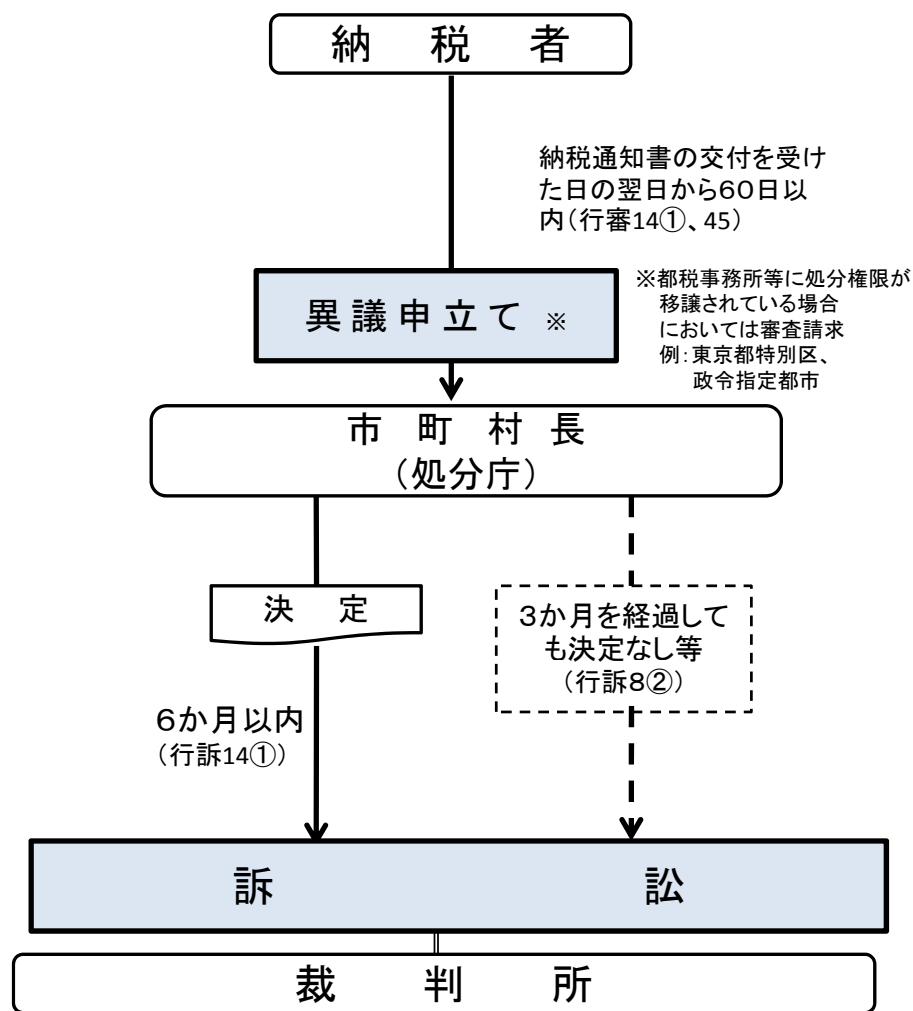 納 税 者
納税通知書の交付を受け
た日の翌日から60日以
内(行審14①、45)
異議申立て ※
※都税事務所等に処分権限が
移譲されている場合
においては審査請求
例:東京都特別区、
政令指定都市
市 町 村 長
(処分庁)
決 定
3か月を経過して
も決定なし等
(行訴8②)
6か月以内
(行訴14①)
訴 訟
裁 判 所